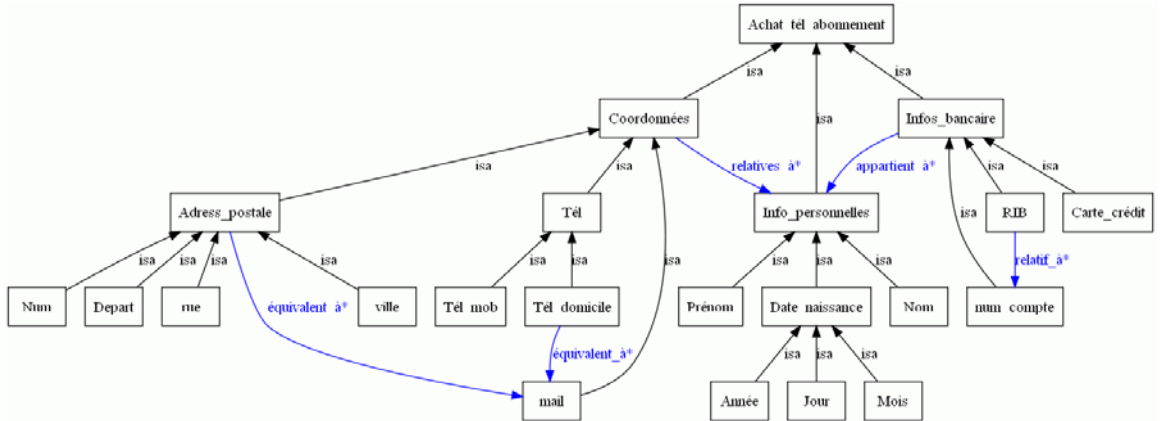 Achat tél abonnement
isa
isa
isa
Coordonnées
Infos_bancaire
isa
isa
relatives à*
appartient à*
isa
isa
Adress_postale
Tél
Info_personnelles
RIB
Carte_crédit
isa
isa
isa
isa
isa
isa
isa
isa
isa
isa
isa
relatif_à*
Num
Depart
rue
équivalent à*
ville
Tél mob
Tél domicile
Prénom
Date naissance
Nom
num compte
équivalent_à*
isa
isa
isa
mail
Année
Jour
Mois